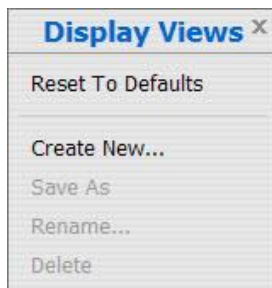 Display Views ×
Reset To Defaults
Create New...
Save As
Rename...
Delete